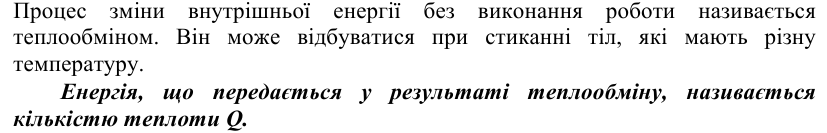 Процес зміни внутрішньої енергії без виконання роботи називається
теплообміном. Він може відбуватися при стиканні тіл, які мають різну
температуру.
Енергія, що передається у результаті теплообміну, називається
кількістю теплоти Q.